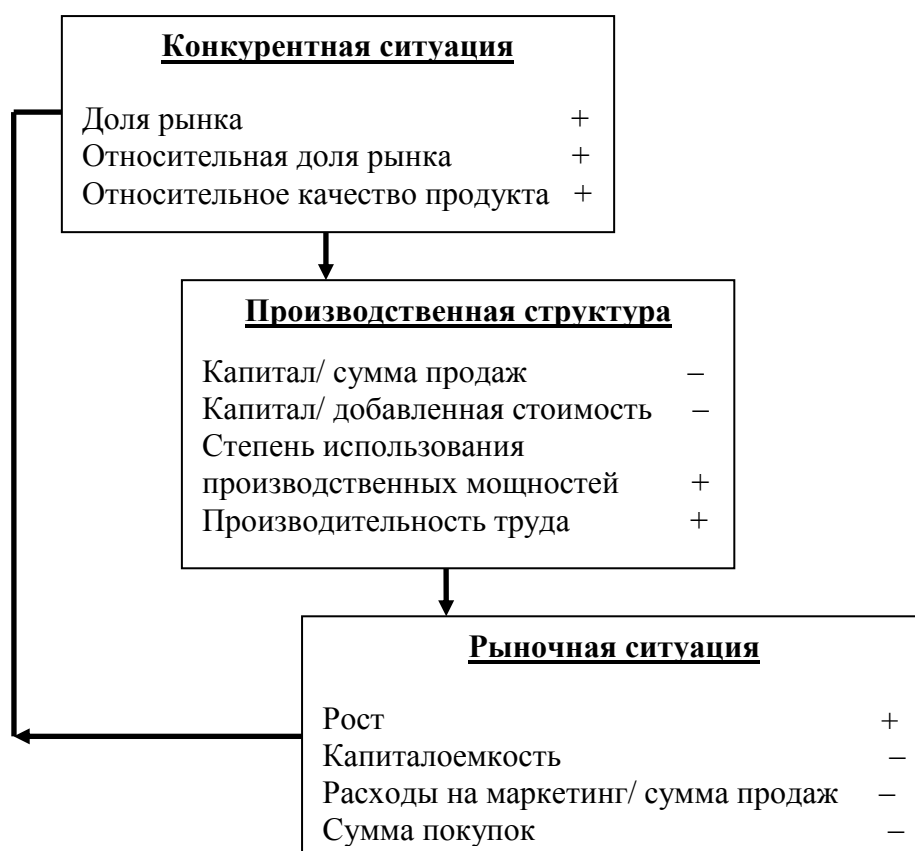 Конкурентная ситуация
Доля рынка +
Относительная доля рынка +
Относительное качество продукта +
Производственная структура
Капитал/ сумма продаж –
Капитал/ добавленная стоимость –
Степень использования
производственных мощностей +
Производительность труда +
Рыночная ситуация
Рост +
Капиталоемкость –
Расходы на маркетинг/ сумма продаж –
Сумма покупок –